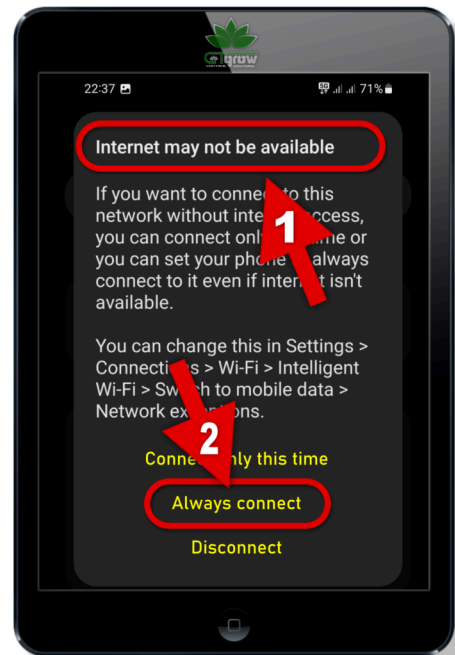 22:37
5G
71%
Internet may not be available
If you want to connect to this
network without internet access,
you can connect only time or
you can set your phone always
connect to it even if internet isn't
available.
You can change this in Settings >
Connections > Wi-Fi > Intelligent
Wi-Fi > Switch to mobile data >
Network exceptions.
1
2
Connect only this time
Always connect
Disconnect